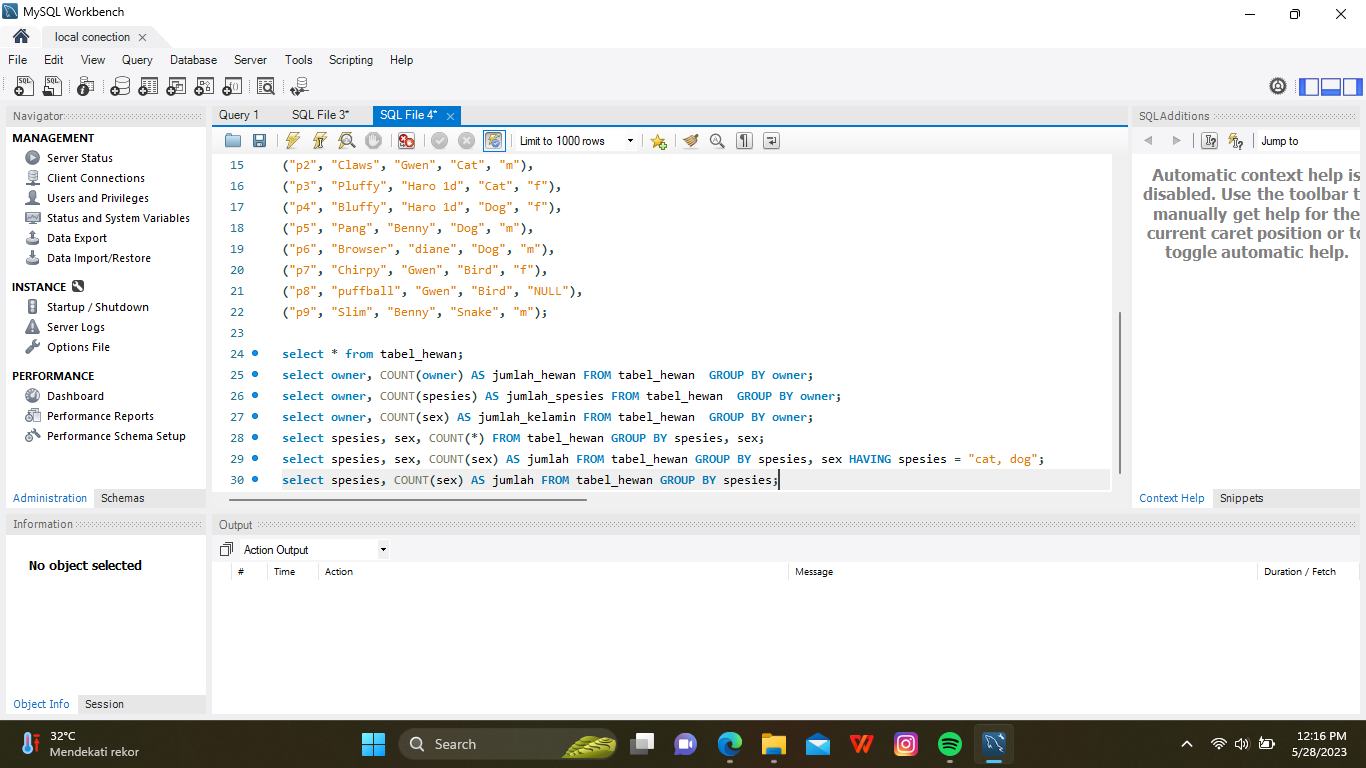 MySQL Workbench
local conection
File Edit View Query Database Server Tools Scripting Help
Navigator
MANAGEMENT
Server Status
Client Connections
Users and Privileges
Status and System Variables
Data Export
Data Import/Restore
INSTANCE
Startup / Shutdown
Server Logs
Options File
PERFORMANCE
Dashboard
Performance Reports
Performance Schema Setup
Administration Schemas
Information
No object selected
Object Info Session
Query 1 SQL File 3* SQL File 4*
Limit to 1000 rows
15 ("p2", "Claws", "Gwen", "Cat", "m"),
16 ("p3", "Pluffy", "Haro 1d", "Cat", "f"),
17 ("p4", "Bluffy", "Haro 1d", "Dog", "f"),
18 ("p5", "Pang", "Benny", "Dog", "m"),
19 ("p6", "Browser", "diane", "Dog", "m"),
20 ("p7", "Chirpy", "Gwen", "Bird", "f"),
21 ("p8", "puffball", "Gwen", "Bird", "NULL"),
22 ("p9", "Slim", "Benny", "Snake", "m");
23
24 select * from tabel_hewan;
25 select owner, COUNT(owner) AS jumlah_hewan FROM tabel_hewan  GROUP BY owner;
26 select owner, COUNT(spesies) AS jumlah_spesies FROM tabel_hewan  GROUP BY owner;
27 select owner, COUNT(sex) AS jumlah_kelamin FROM tabel_hewan  GROUP BY owner;
28 select spesies, sex, COUNT(*) FROM tabel_hewan GROUP BY spesies, sex;
29 select spesies, sex, COUNT(sex) AS jumlah FROM tabel_hewan GROUP BY spesies, sex HAVING spesies = "cat, dog";
30 select spesies, COUNT(sex) AS jumlah FROM tabel_hewan GROUP BY spesies;
SQLAdditions
Jump to
Automatic context help is
disabled. Use the toolbar t
manually get help for the
current caret position or to
toggle automatic help.
Context Help Snippets
Output
Action Output
# Time Action Message Duration / Fetch
32°C
Mendekati rekor
Search
12:16 PM
5/28/2023